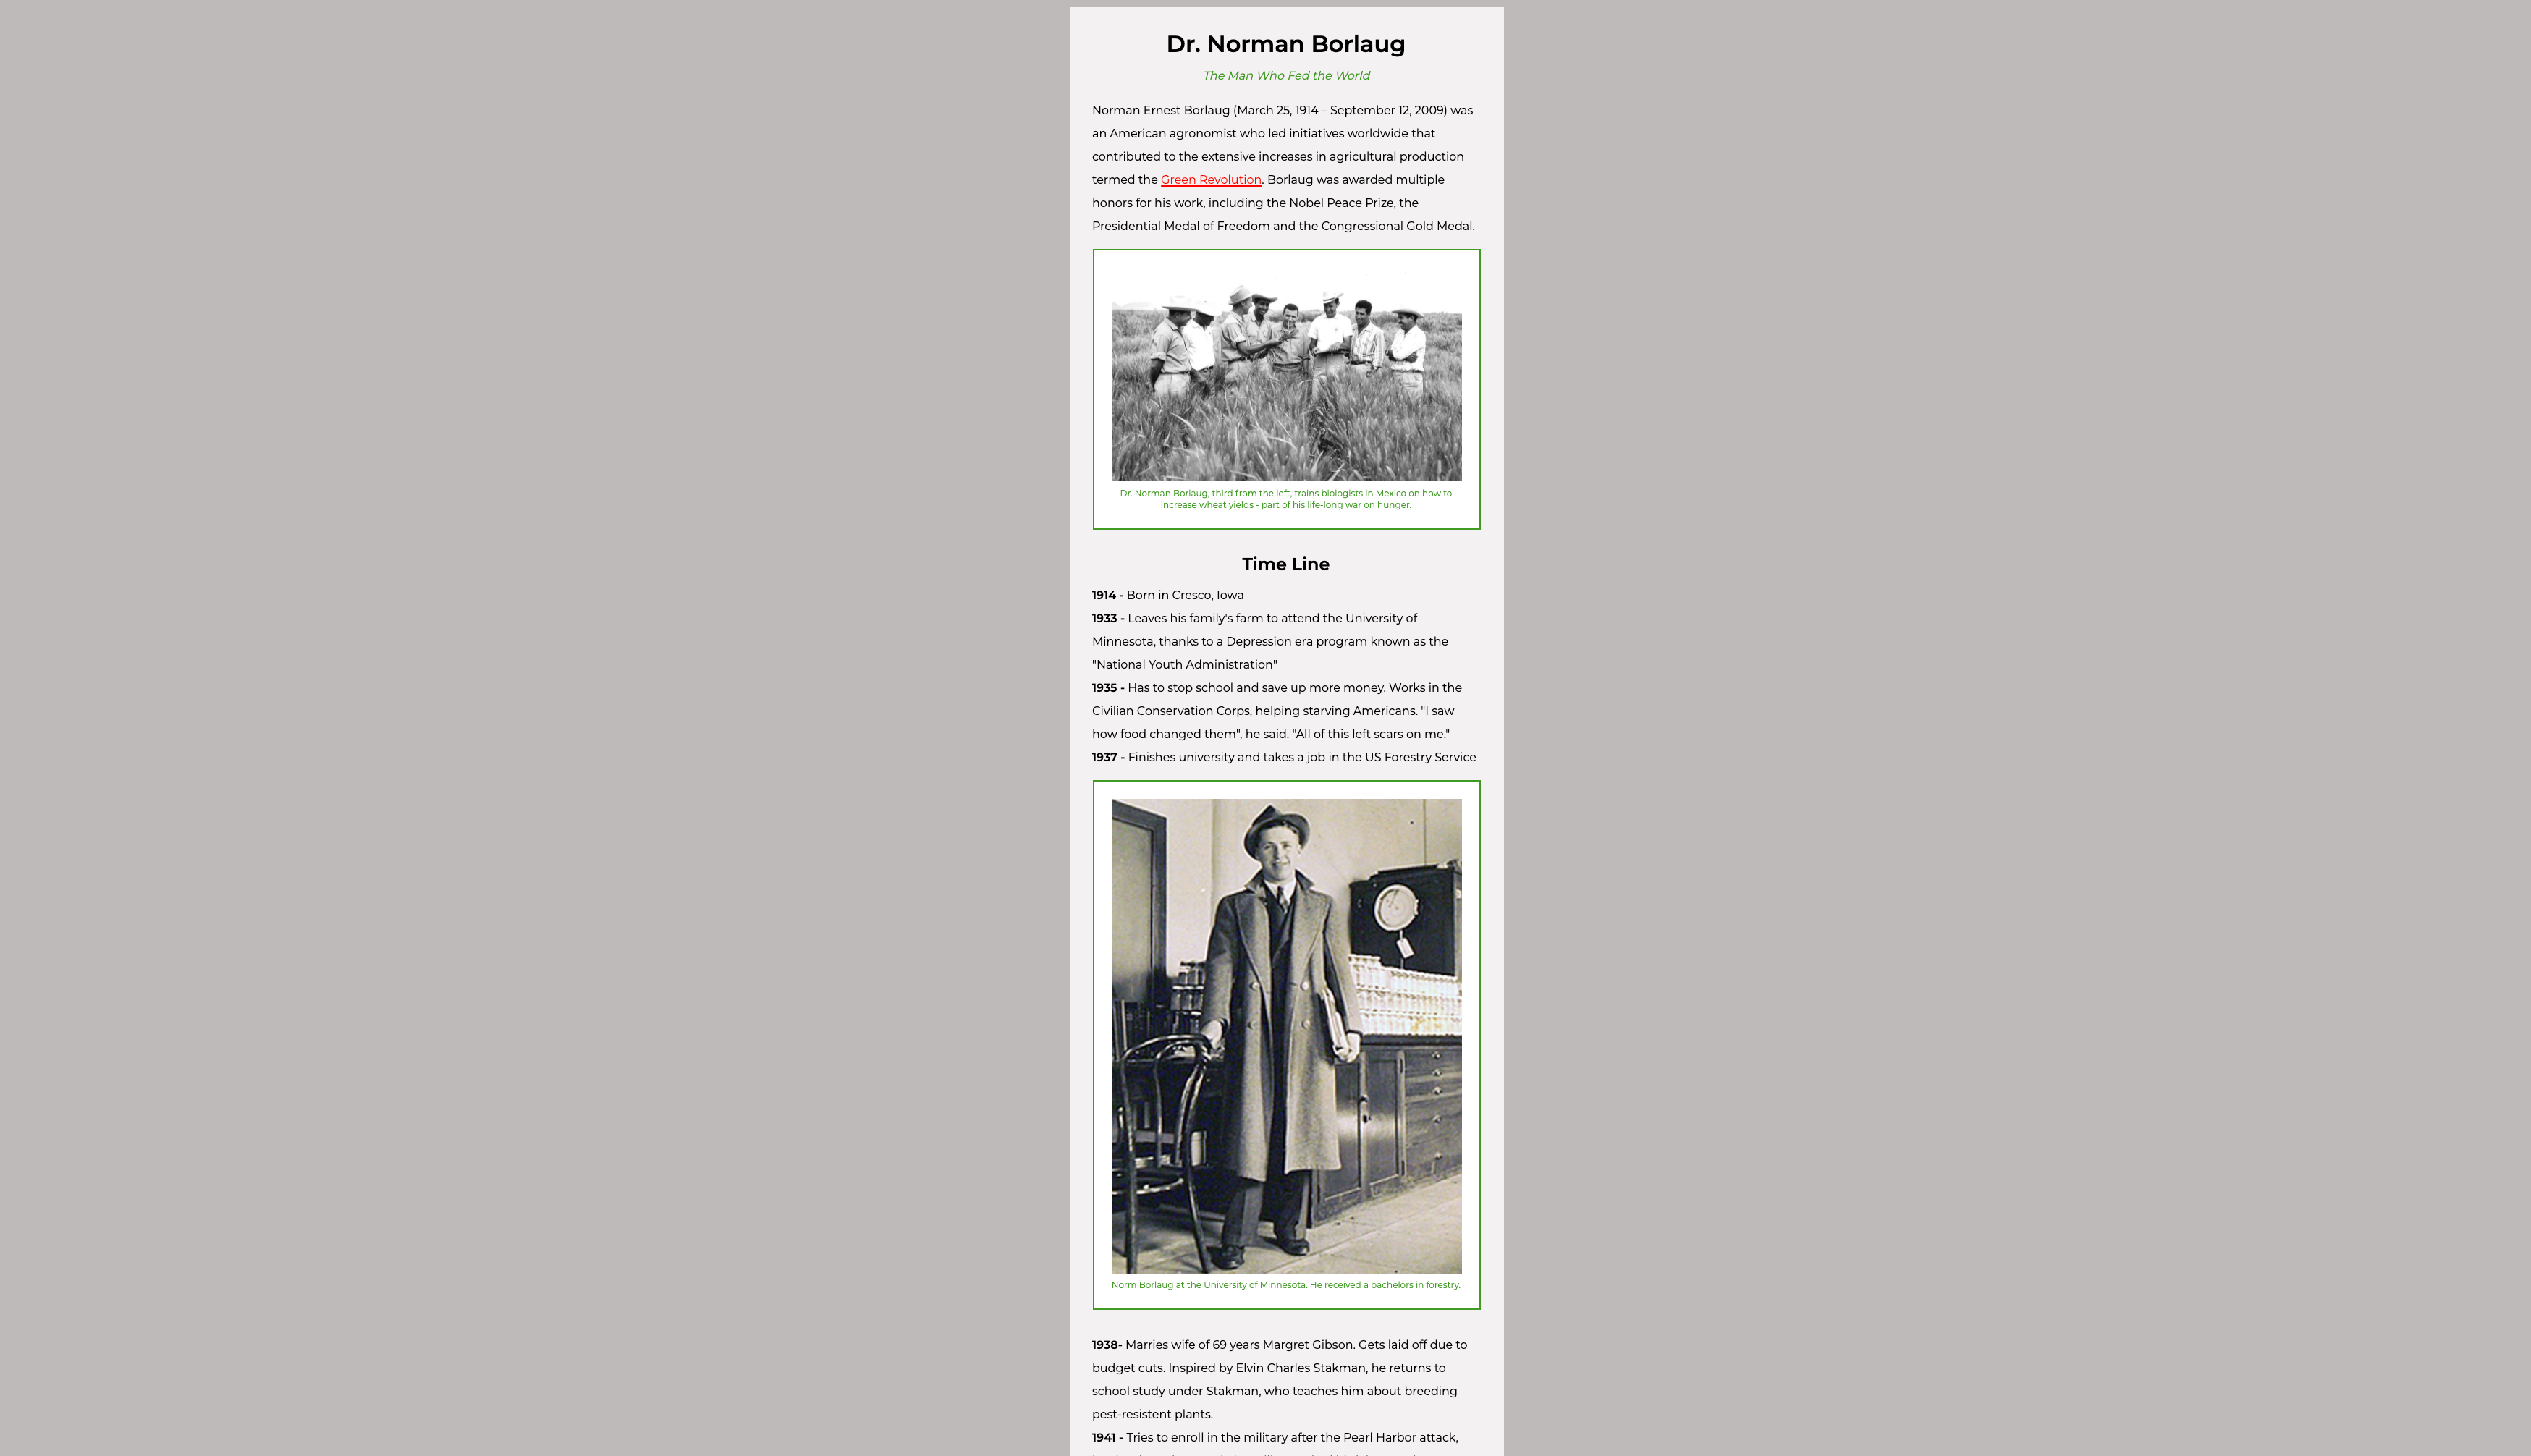 Dr. Norman Borlaug
The Man Who Fed the World
Norman Ernest Borlaug (March 25, 1914 – September 12, 2009) was
an American agronomist who led initiatives worldwide that
contributed to the extensive increases in agricultural production
termed the Green Revolution. Borlaug was awarded multiple
honors for his work, including the Nobel Peace Prize, the
Presidential Medal of Freedom and the Congressional Gold Medal.
Dr. Norman Borlaug, third from the left, trains biologists in Mexico on how to
increase wheat yields - part of his life-long war on hunger.
Time Line
1914 - Born in Cresco, Iowa
1933 - Leaves his family's farm to attend the University of
Minnesota, thanks to a Depression era program known as the
"National Youth Administration"
1935 - Has to stop school and save up more money. Works in the
Civilian Conservation Corps, helping starving Americans. "I saw
how food changed them", he said. "All of this left scars on me."
1937 - Finishes university and takes a job in the US Forestry Service
Norm Borlaug at the University of Minnesota. He received a bachelors in forestry.
1938- Marries wife of 69 years Margret Gibson. Gets laid off due to
budget cuts. Inspired by Elvin Charles Stakman, he returns to
school study under Stakman, who teaches him about breeding
pest-resistent plants.
1941 - Tries to enroll in the military after the Pearl Harbor attack,